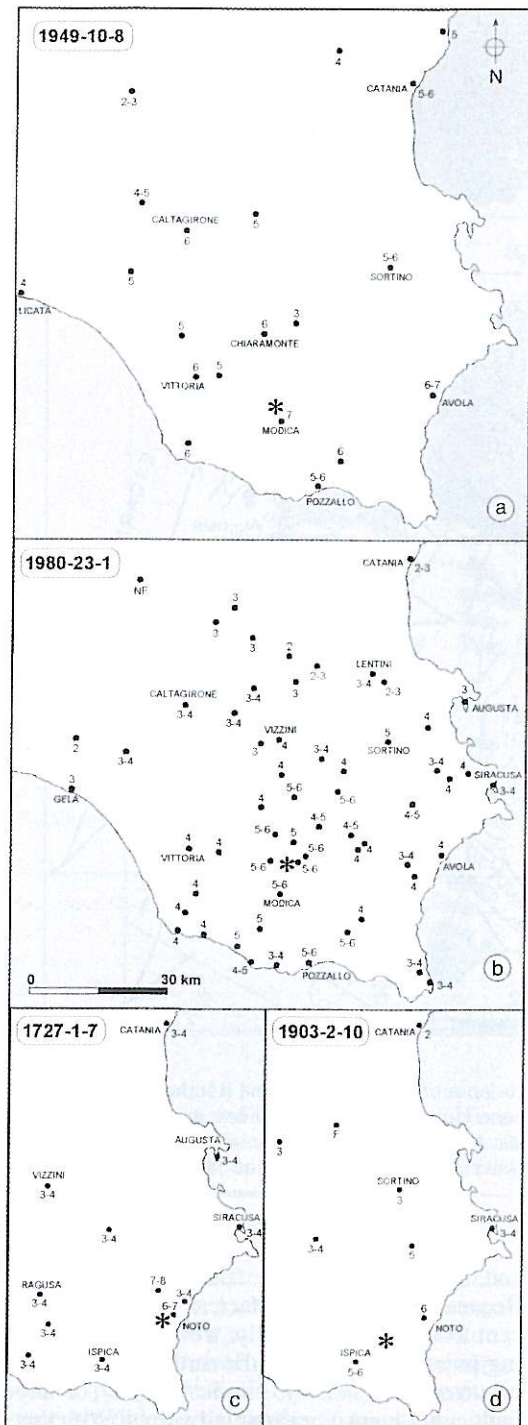 1949-10-8
5
4
N
CATANIA
5-6
2-3
4-5
CALTAGIRONE
6
5
5-6
SORTINO
5
4
LICATA
5
6
CHIARAMONTE
3
6
VITTORIA
5
6-7
AVOLA
*
7
MODICA
6
6
5-6
POZZALLO
a
1980-23-1
CATANIA
2-3
NF
3
3
3
2
2-3
LENTINI
3-4
2-3
3
3
AUGUSTA
CALTAGIRONE
3-4
3-4
4
VIZZINI
3
4
5
SORTINO
2
3-4
3-4
4
4
4
4
SIRACUSA
3-4
3
GELA
4
5-6
5-6
4
4-5
4-5
4-5
5-6
5
VITTORIA
4
4
4
4
5-6
5-6
5-6
*
3-4
4
4
AVOLA
5-6
MODICA
4
4
4
4
5
5
4
5-6
4-5
3-4
5-6
POZZALLO
3-4
3-4
0
30 km
b
1727-1-7
CATANIA
3-4
AUGUSTA
3-4
VIZZINI
3-4
3-4
SIRACUSA
3-4
RAGUSA
3-4
7-8
3-4
6-7
NOTO
*
3-4
3-4
ISPICA
3-4
c
1903-2-10
CATANIA
2
F
3
SORTINO
3
SIRACUSA
3-4
3-4
5
6
NOTO
*
ISPICA
5-6
d